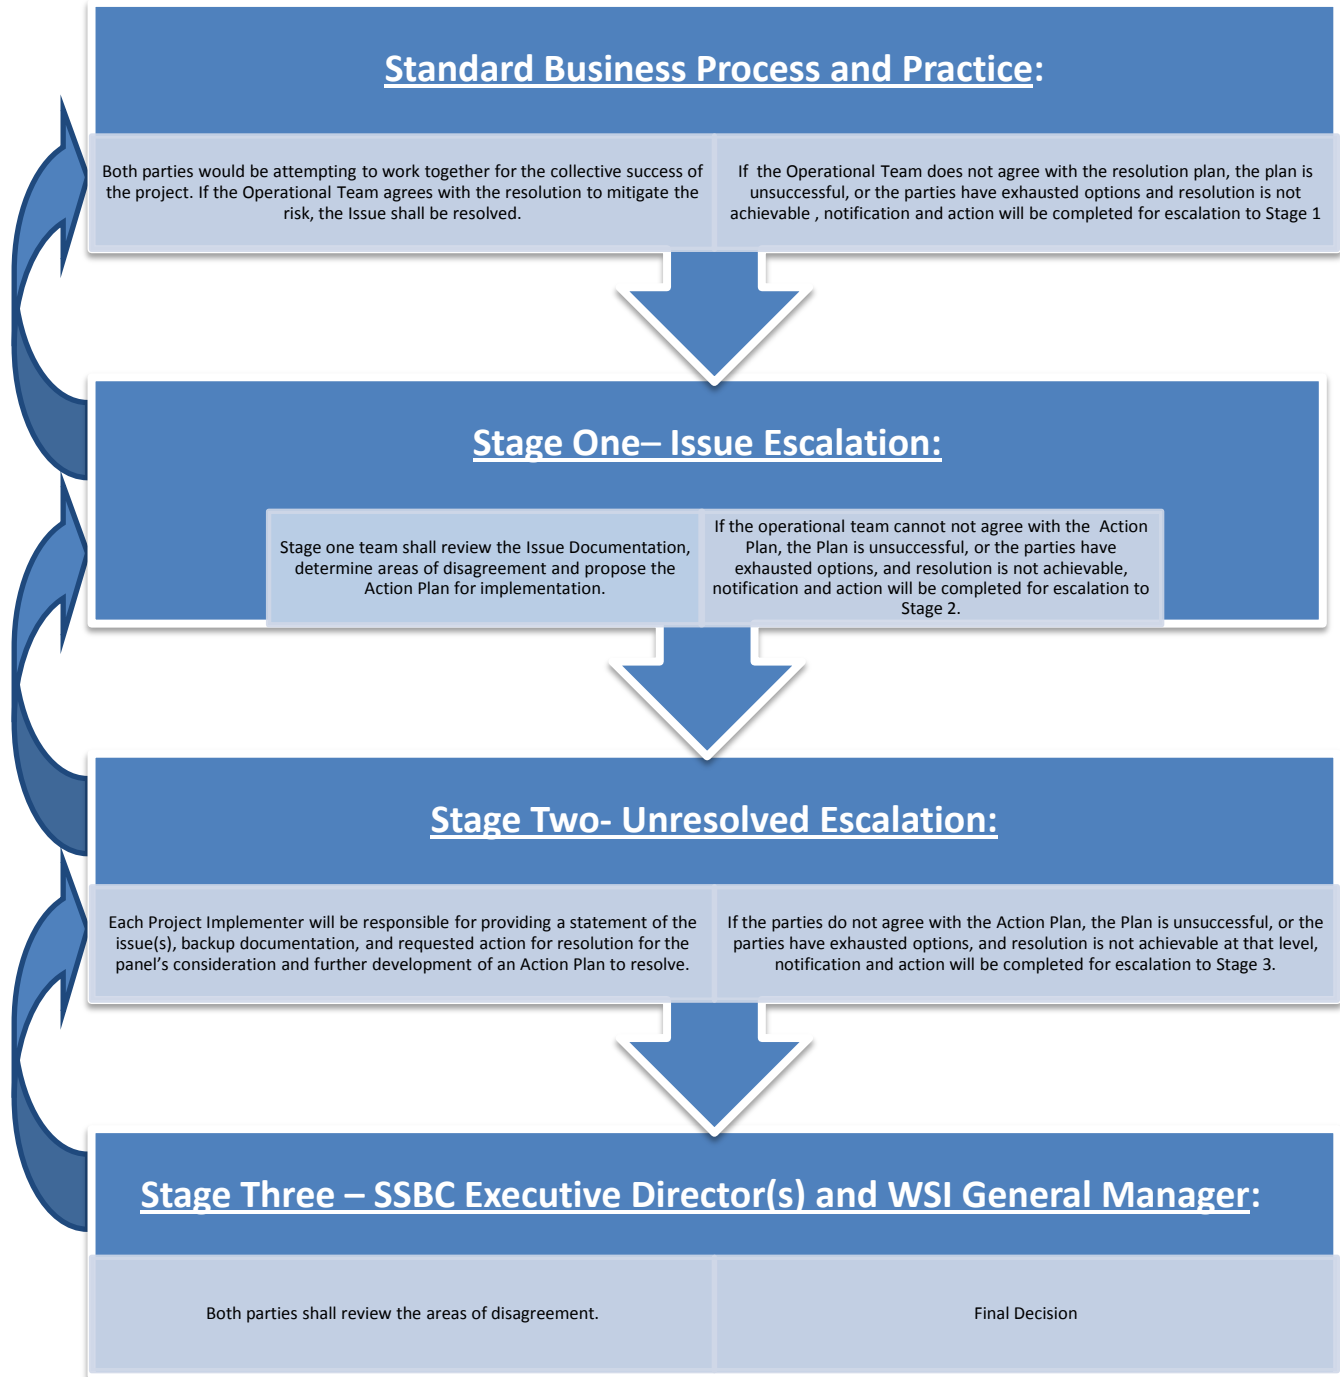 Standard Business Process and Practice:
Both parties would be attempting to work together for the collective success of
the project. If the Operational Team agrees with the resolution to mitigate the
risk, the Issue shall be resolved.
If  the Operational Team does not agree with the resolution plan, the plan is
unsuccessful, or the parties have exhausted options and resolution is not
achievable , notification and action will be completed for escalation to Stage 1
Stage One– Issue Escalation:
Stage one team shall review the Issue Documentation,
determine areas of disagreement and propose the
Action Plan for implementation.
If the operational team cannot not agree with the  Action
Plan, the Plan is unsuccessful, or the parties have
exhausted options, and resolution is not achievable,
notification and action will be completed for escalation to
Stage 2.
Stage Two- Unresolved Escalation:
Each Project Implementer will be responsible for providing a statement of the
issue(s), backup documentation, and requested action for resolution for the
panel’s consideration and further development of an Action Plan to resolve.
If the parties do not agree with the Action Plan, the Plan is unsuccessful, or the
parties have exhausted options, and resolution is not achievable at that level,
notification and action will be completed for escalation to Stage 3.
Stage Three – SSBC Executive Director(s) and WSI General Manager:
Both parties shall review the areas of disagreement.
Final Decision